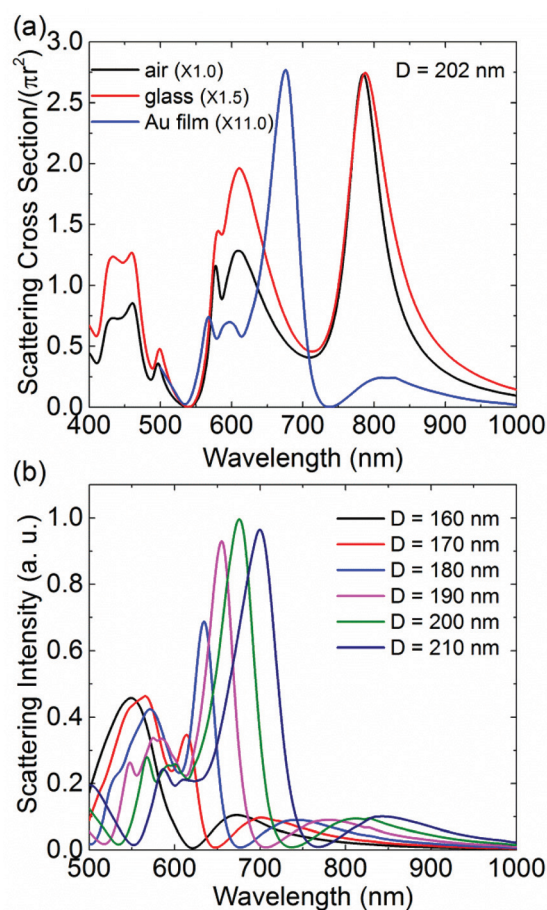 (a)
3.0
2.5
2.0
1.5
1.0
0.5
0.0
Scattering Cross Section/(πr²)
air (X1.0)
glass (X1.5)
Au film (X11.0)
D = 202 nm
400 500 600 700 800 900 1000
Wavelength (nm)
(b)
1.0
0.8
0.6
0.4
0.2
0.0
Scattering Intensity (a. u.)
D = 160 nm
D = 170 nm
D = 180 nm
D = 190 nm
D = 200 nm
D = 210 nm
500 600 700 800 900 1000
Wavelength (nm)